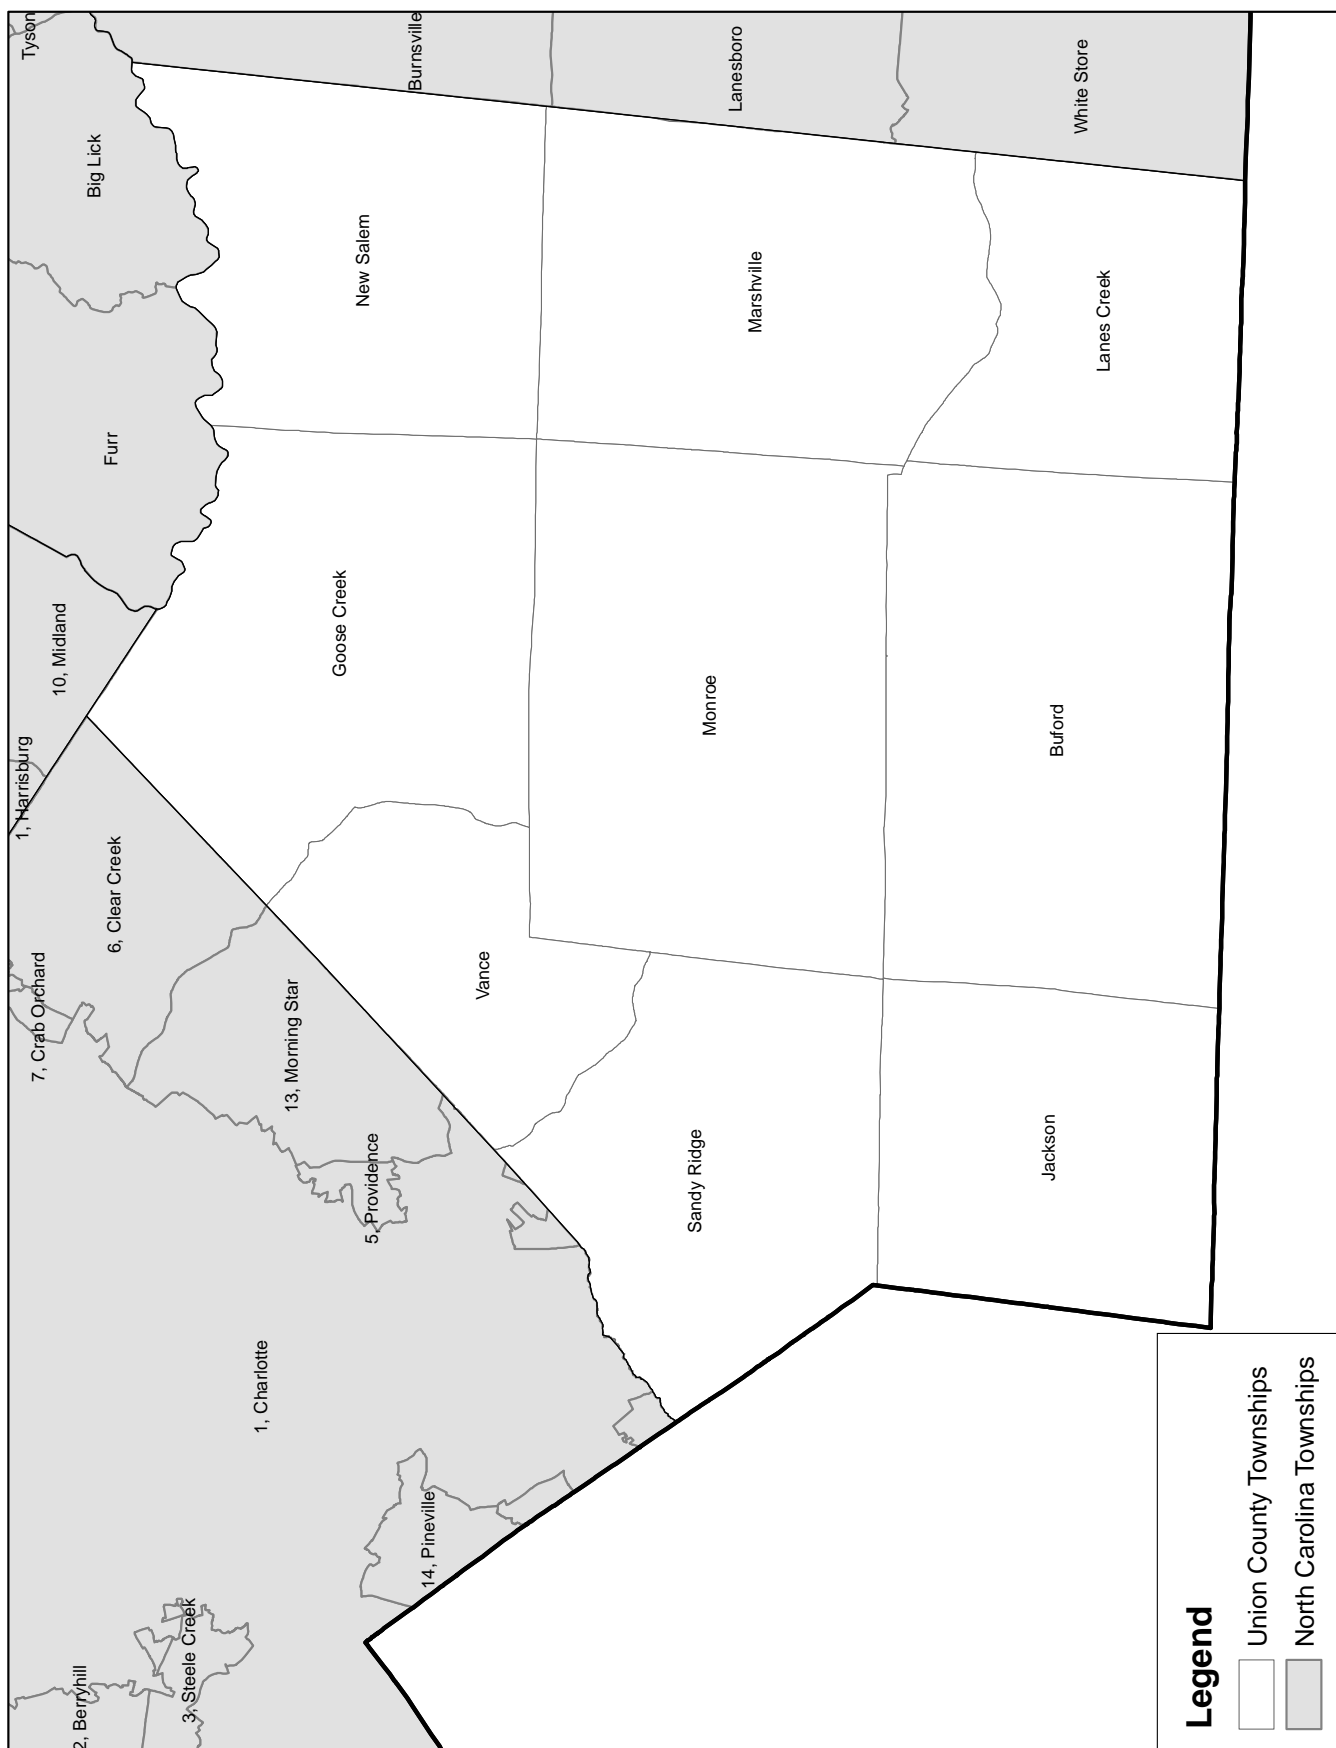 2, Berryhill
3, Steele Creek
7, Crab Orchard
1, Harrisburg
10, Midland
Furr
Big Lick
Tyson
6, Clear Creek
1, Charlotte
13, Morning Star
5, Providence
14, Pineville
Goose Creek
New Salem
Burnsville
Vance
Sandy Ridge
Monroe
Marshville
Lanesboro
Jackson
Buford
Lanes Creek
White Store
Legend
Union County Townships
North Carolina Townships